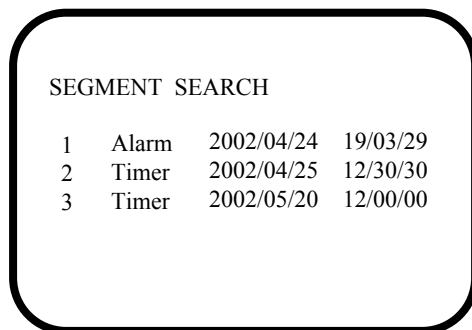 SEGMENT SEARCH
1 Alarm 2002/04/24 19/03/29
2 Timer 2002/04/25 12/30/30
3 Timer 2002/05/20 12/00/00